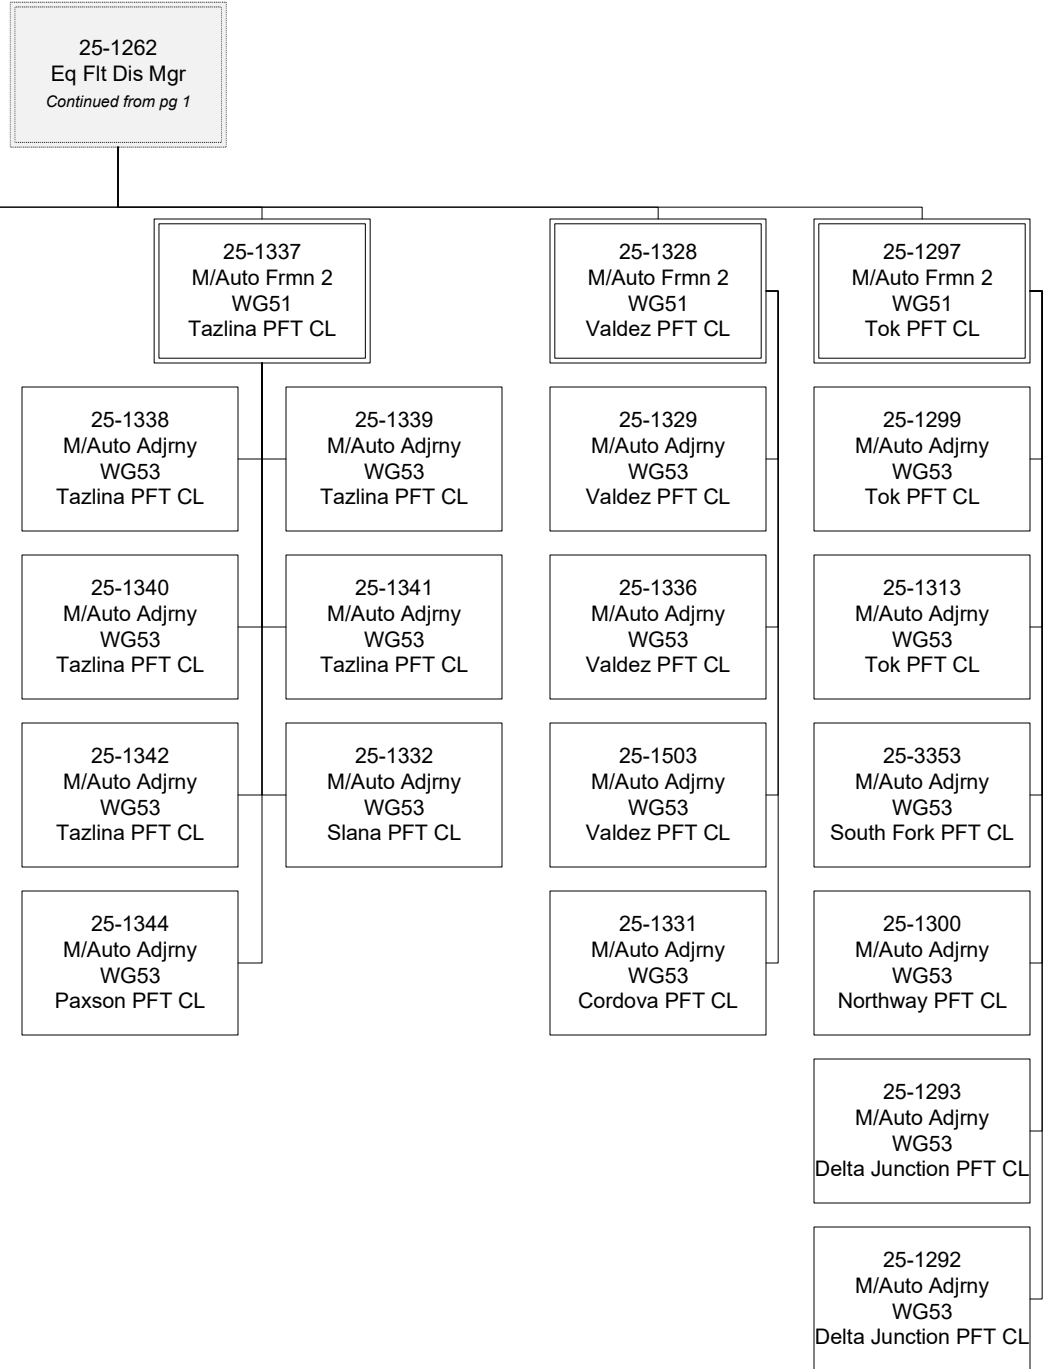 25-1262
Eq Flt Dis Mgr
Continued from pg 1
25-1337
M/Auto Frmn 2
WG51
Tazlina PFT CL
25-1328
M/Auto Frmn 2
WG51
Valdez PFT CL
25-1297
M/Auto Frmn 2
WG51
Tok PFT CL
25-1338
M/Auto Adjrny
WG53
Tazlina PFT CL
25-1339
M/Auto Adjrny
WG53
Tazlina PFT CL
25-1329
M/Auto Adjrny
WG53
Valdez PFT CL
25-1299
M/Auto Adjrny
WG53
Tok PFT CL
25-1340
M/Auto Adjrny
WG53
Tazlina PFT CL
25-1341
M/Auto Adjrny
WG53
Tazlina PFT CL
25-1336
M/Auto Adjrny
WG53
Valdez PFT CL
25-1313
M/Auto Adjrny
WG53
Tok PFT CL
25-1342
M/Auto Adjrny
WG53
Tazlina PFT CL
25-1332
M/Auto Adjrny
WG53
Slana PFT CL
25-1503
M/Auto Adjrny
WG53
Valdez PFT CL
25-3353
M/Auto Adjrny
WG53
South Fork PFT CL
25-1344
M/Auto Adjrny
WG53
Paxson PFT CL
25-1331
M/Auto Adjrny
WG53
Cordova PFT CL
25-1300
M/Auto Adjrny
WG53
Northway PFT CL
25-1293
M/Auto Adjrny
WG53
Delta Junction PFT CL
25-1292
M/Auto Adjrny
WG53
Delta Junction PFT CL